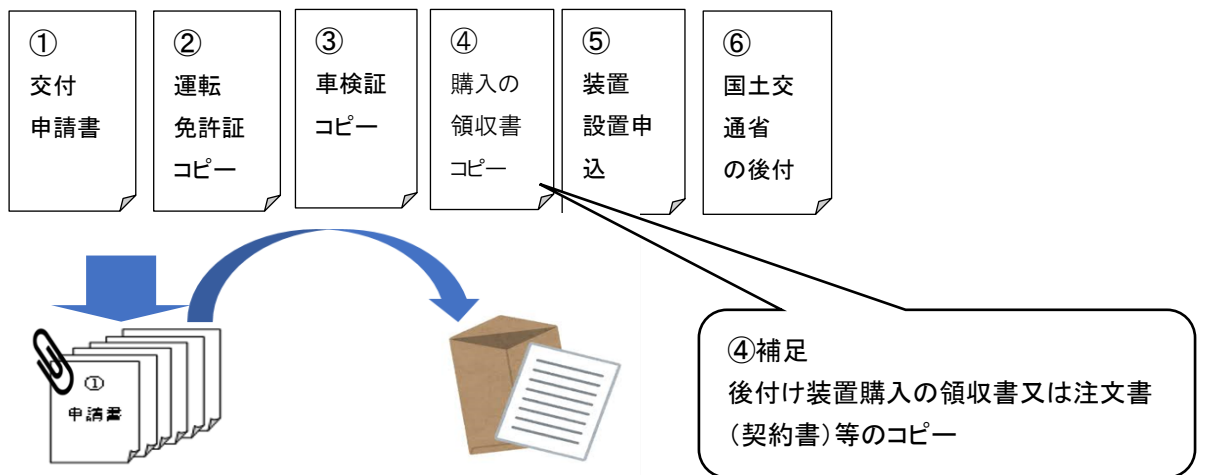 ①
交付
申請書
②
運転
免許証
コピー
③
車検証
コピー
④
購入の
領収書
コピー
⑤
装置
設置申
込
⑥
国土交
通省
の後付
①
申請書
④補足
後付け装置購入の領収書又は注文書
（契約書）等のコピー